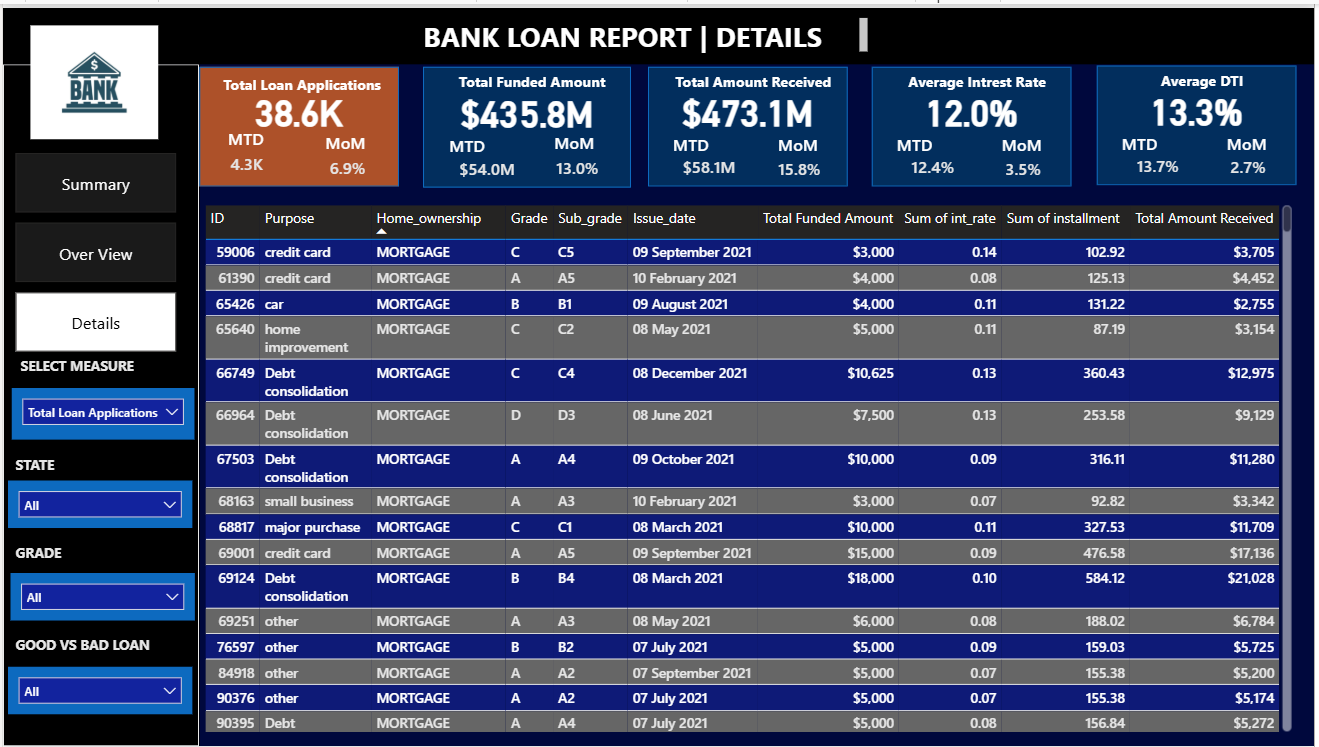 BANK LOAN REPORT | DETAILS
$
BANK
Total Loan Applications
38.6K
MTD MoM
4.3K 6.9%
Total Funded Amount
$435.8M
MTD MoM
$54.0M 13.0%
Total Amount Received
$473.1M
MTD MoM
$58.1M 15.8%
Average Intrest Rate
12.0%
MTD MoM
12.4% 3.5%
Average DTI
13.3%
MTD MoM
13.7% 2.7%
Summary
Over View
Details
SELECT MEASURE
Total Loan Applications
STATE
All
GRADE
All
GOOD VS BAD LOAN
All
ID Purpose Home_ownership Grade Sub_grade Issue_date Total Funded Amount Sum of int_rate Sum of installment Total Amount Received
59006 credit card MORTGAGE C C5 09 September 2021 $3,000 0.14 102.92 $3,705
61390 credit card MORTGAGE A A5 10 February 2021 $4,000 0.08 125.13 $4,452
65426 car MORTGAGE B B1 09 August 2021 $4,000 0.11 131.22 $2,755
65640 home MORTGAGE C C2 08 May 2021 $5,000 0.11 87.19 $3,154
improvement
66749 Debt MORTGAGE C C4 08 December 2021 $10,625 0.13 360.43 $12,975
consolidation
66964 Debt MORTGAGE D D3 08 June 2021 $7,500 0.13 253.58 $9,129
consolidation
67503 Debt MORTGAGE A A4 09 October 2021 $10,000 0.09 316.11 $11,280
consolidation
68163 small business MORTGAGE A A3 10 February 2021 $3,000 0.07 92.82 $3,342
68817 major purchase MORTGAGE C C1 08 March 2021 $10,000 0.11 327.53 $11,709
69001 credit card MORTGAGE A A5 09 September 2021 $15,000 0.09 476.58 $17,136
69124 Debt MORTGAGE B B4 08 March 2021 $18,000 0.10 584.12 $21,028
consolidation
69251 other MORTGAGE A A3 08 May 2021 $6,000 0.08 188.02 $6,784
76597 other MORTGAGE B B2 07 July 2021 $5,000 0.09 159.03 $5,725
84918 other MORTGAGE A A2 07 September 2021 $5,000 0.07 155.38 $5,200
90376 other MORTGAGE A A2 07 July 2021 $5,000 0.07 155.38 $5,174
90395 Debt MORTGAGE A A4 07 July 2021 $5,000 0.08 156.84 $5,272